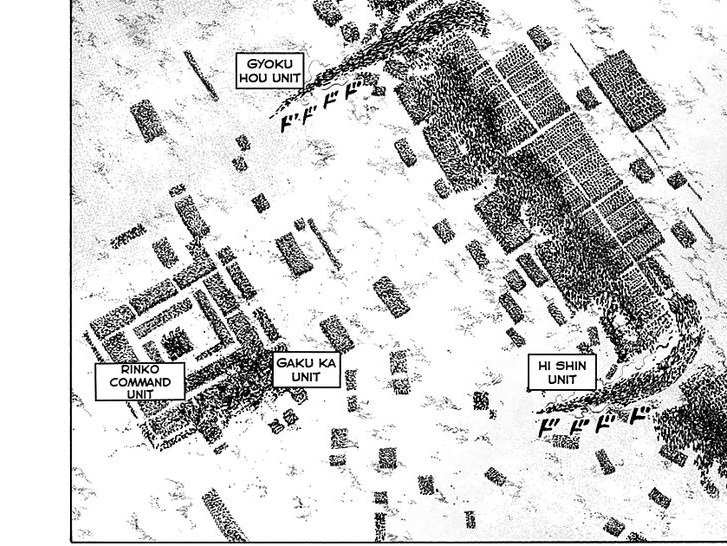 GYOKU
HOU UNIT
ド ド ド ド
GAKU KA
UNIT
RINKO
COMMAND
UNIT
HI SHIN
UNIT
ド ド ド ド